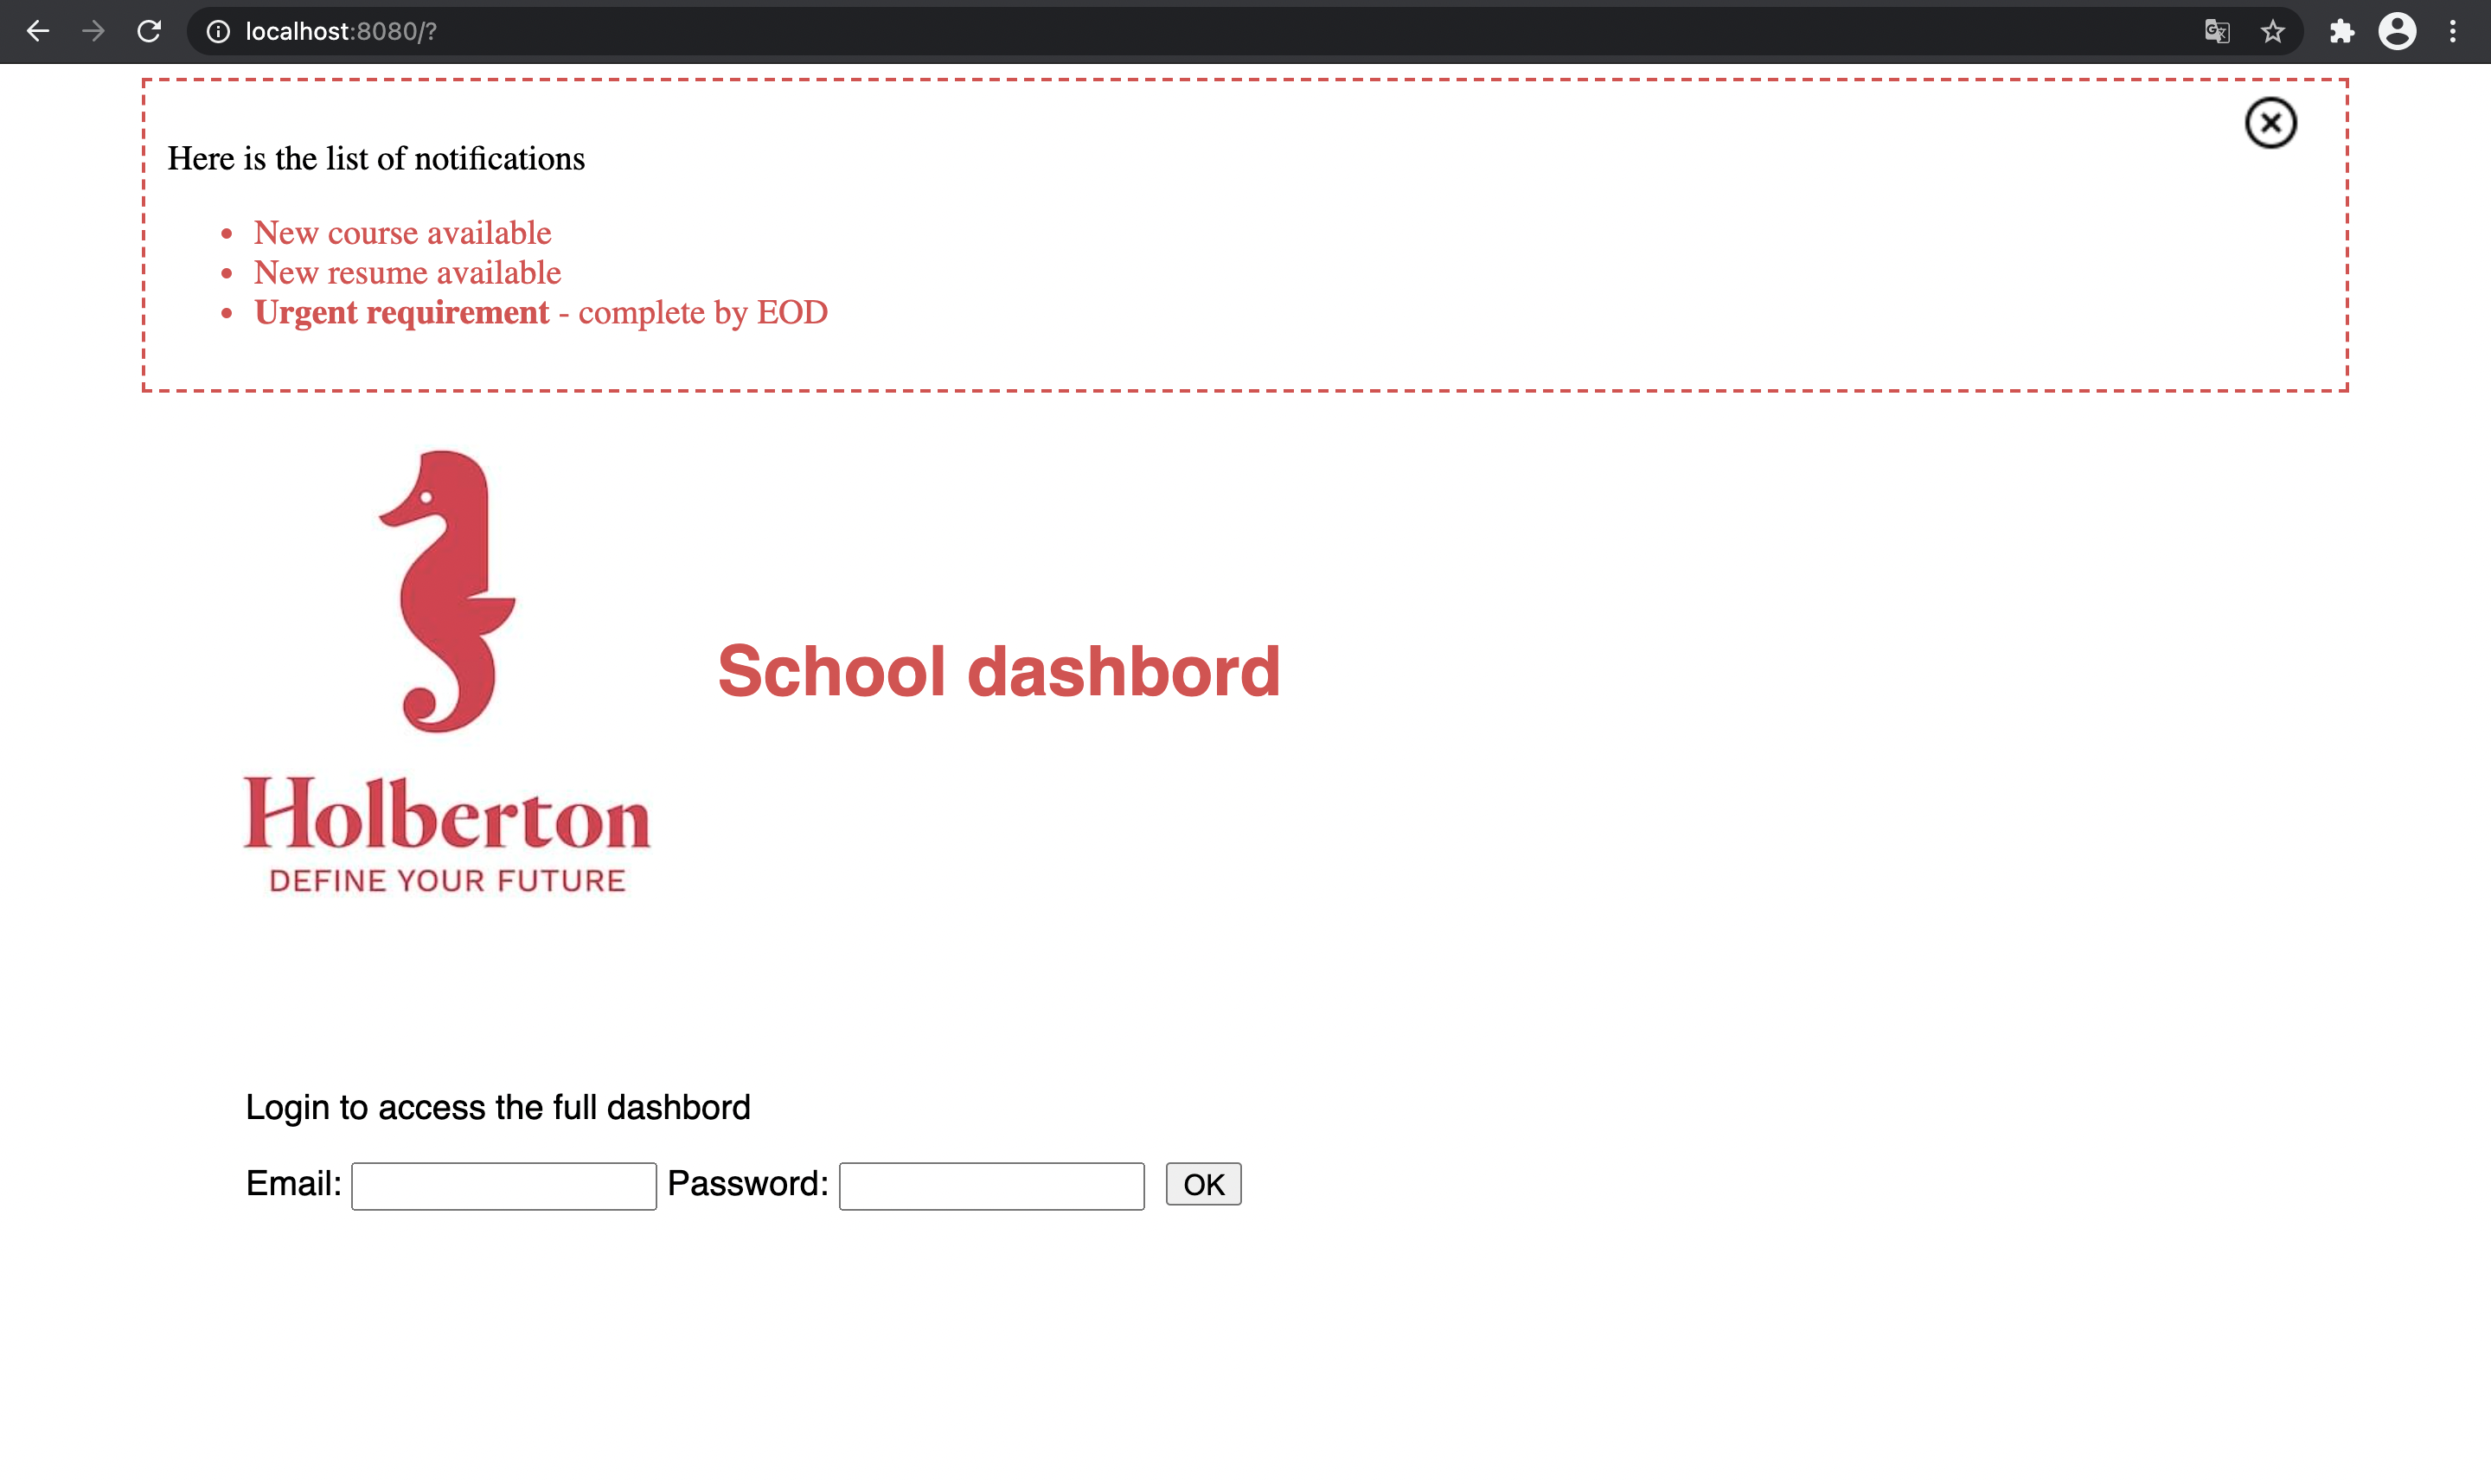 localhost:8080/?
Here is the list of notifications
New course available
New resume available
Urgent requirement - complete by EOD
School dashbord
Holberton
DEFINE YOUR FUTURE
Login to access the full dashbord
Email: Password: OK